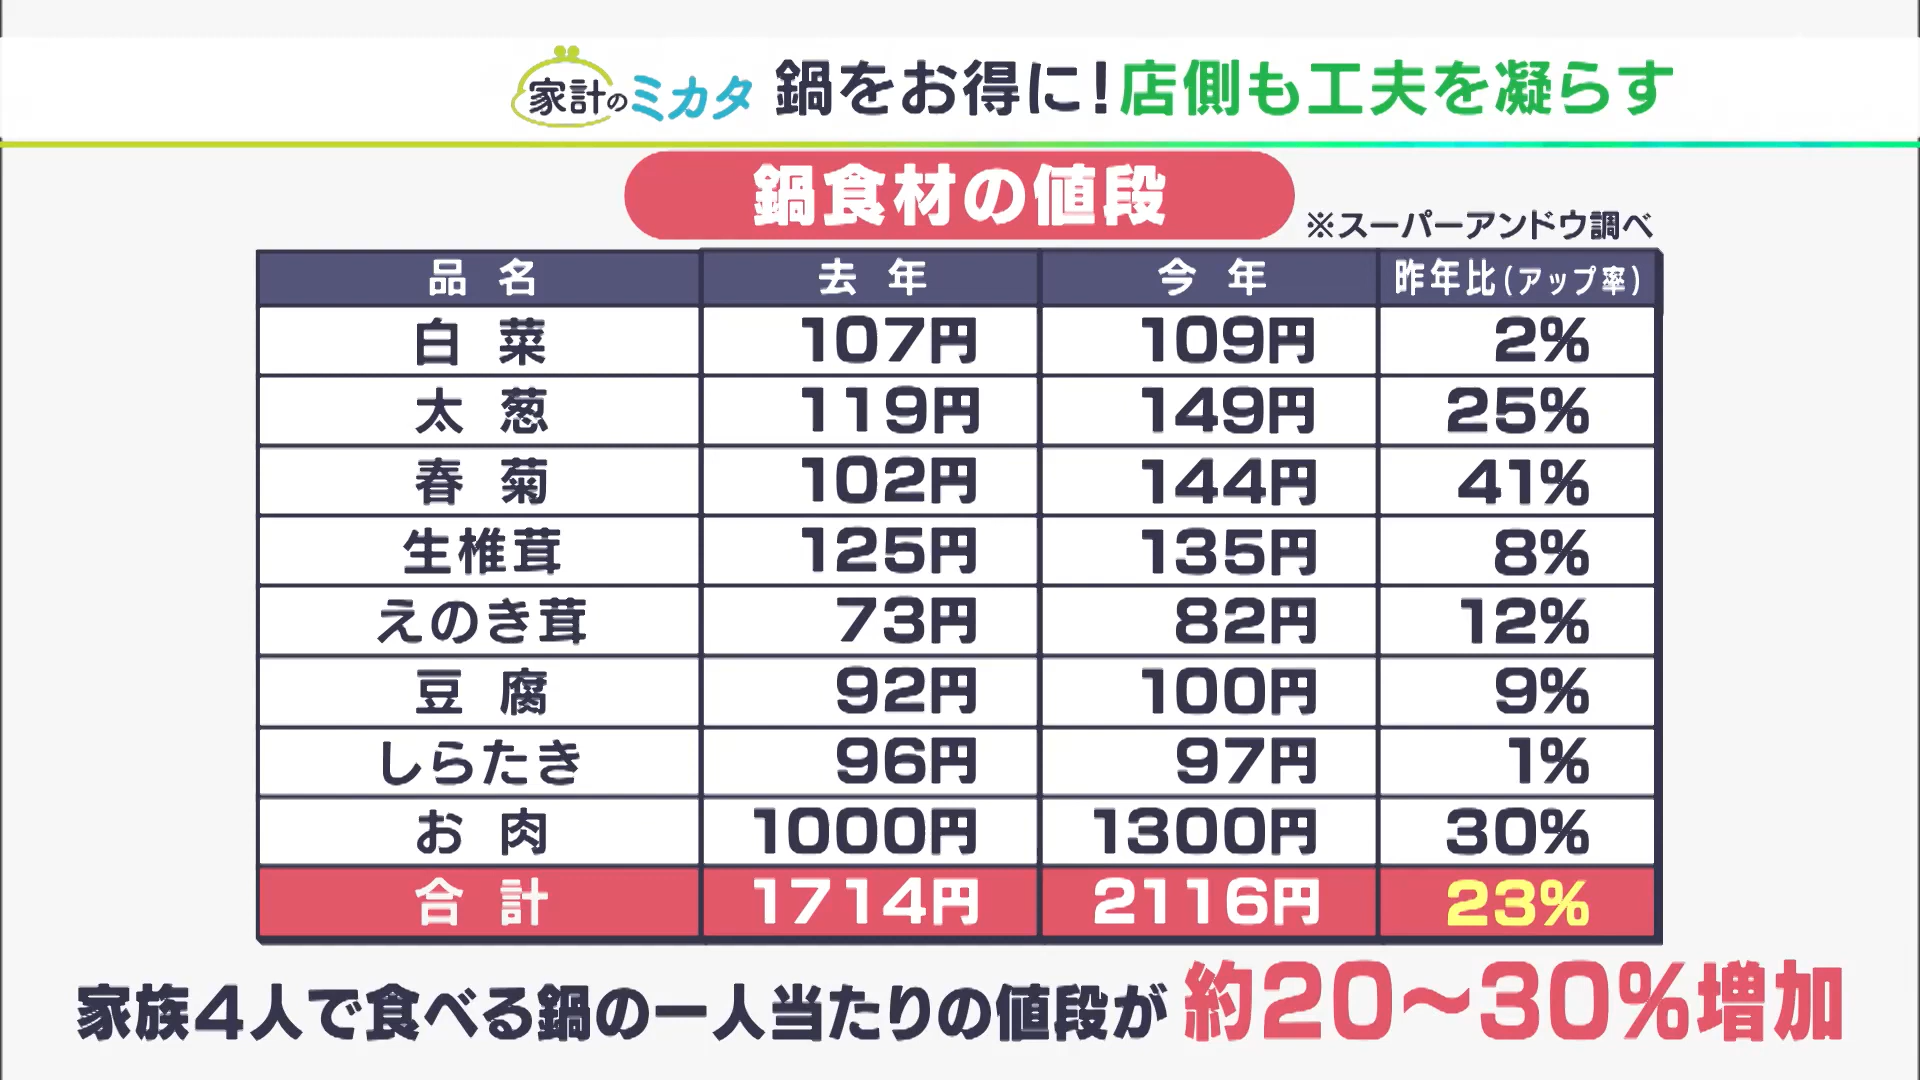 家計のミカタ 鍋をお得に！店側も工夫を凝らす
鍋食材の値段
※スーパーアンドウ調べ
品名 去年 今年 昨年比(アップ率)
白菜 107円 109円 2%
太葱 119円 149円 25%
春菊 102円 144円 41%
生椎茸 125円 135円 8%
えのき茸 73円 82円 12%
豆腐 92円 100円 9%
しらたき 96円 97円 1%
お肉 1000円 1300円 30%
合計 1714円 2116円 23%
家族4人で食べる鍋の一人当たりの値段が 約20～30%増加